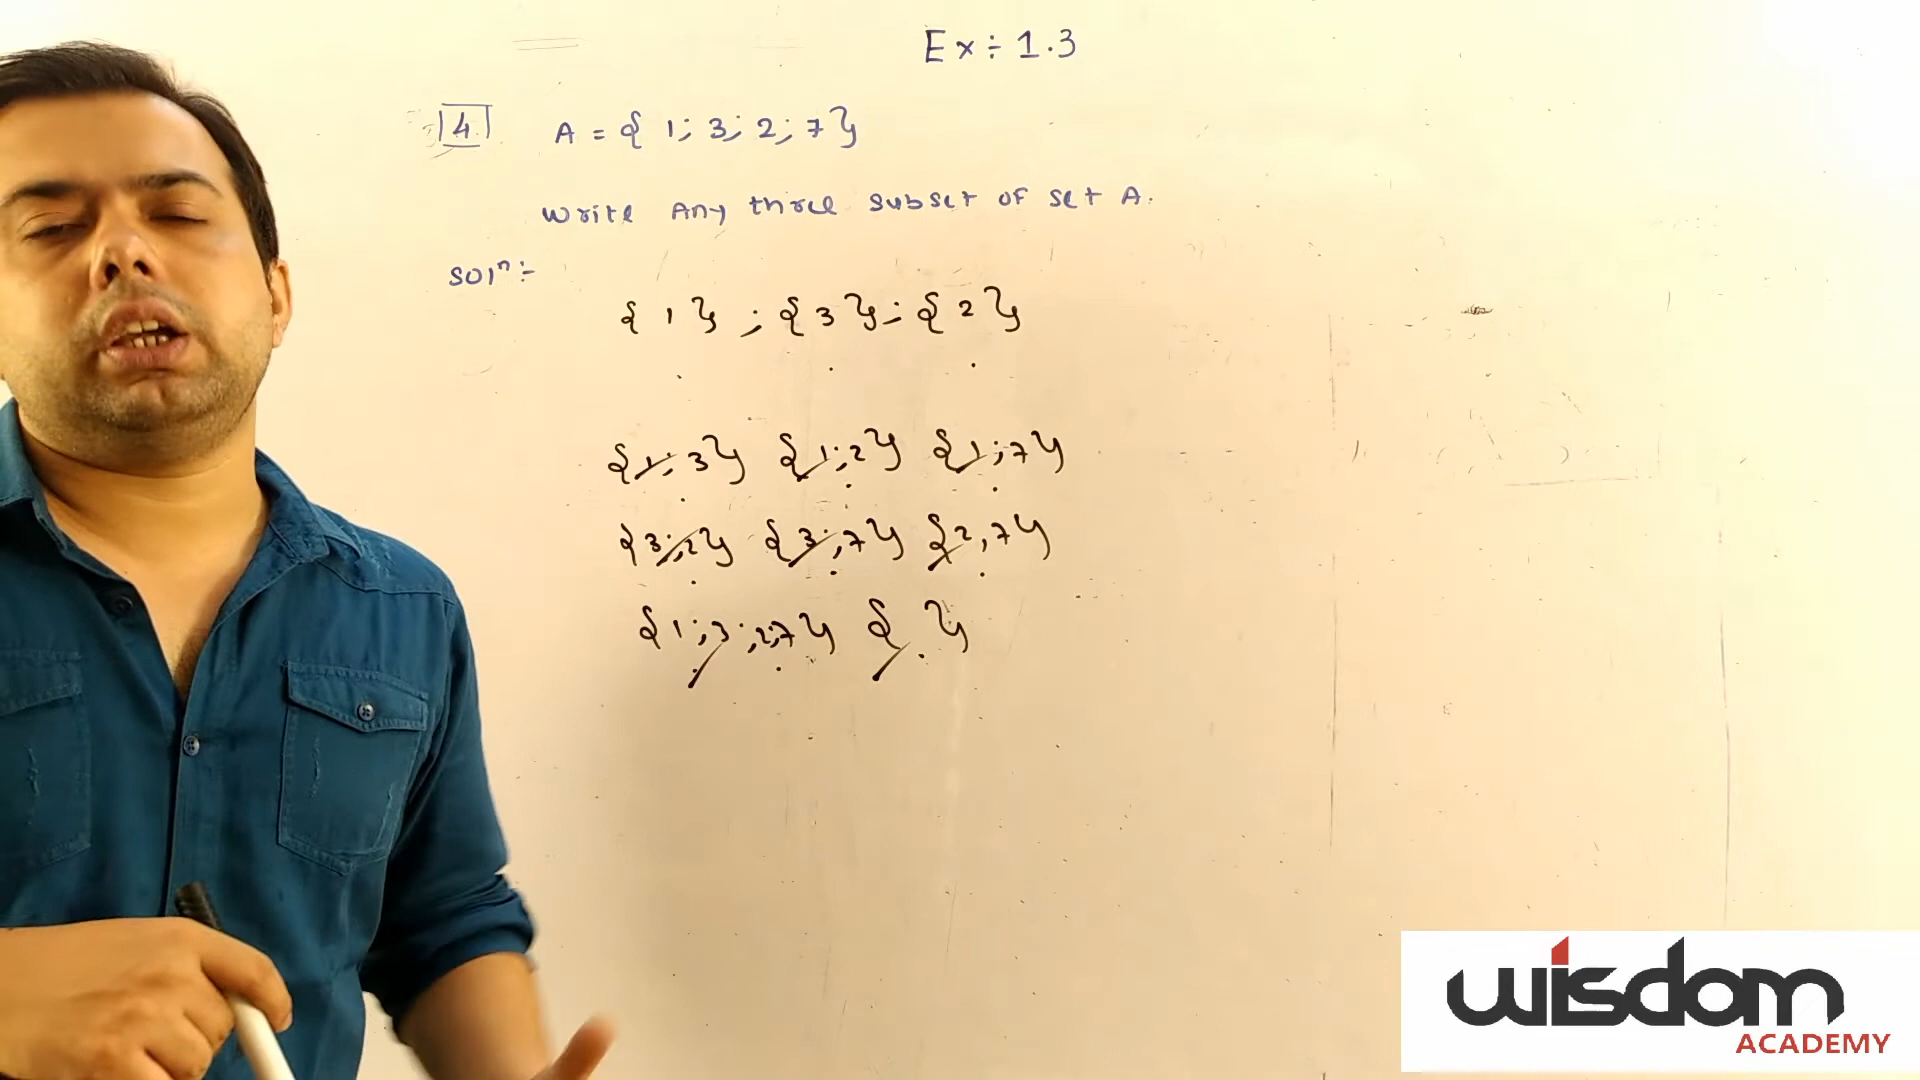 Ex÷ 1.3
4 A = { 1; 3; 2; 7}
write Any three subset of set A.
Solⁿ:-
{ 1 } ; { 3 } ; { 2 }
{1; 3} {1;2} {1;7}
{3;2} {3;7} {2,7}
{1;3;2;7} { }
wisdom
ACADEMY